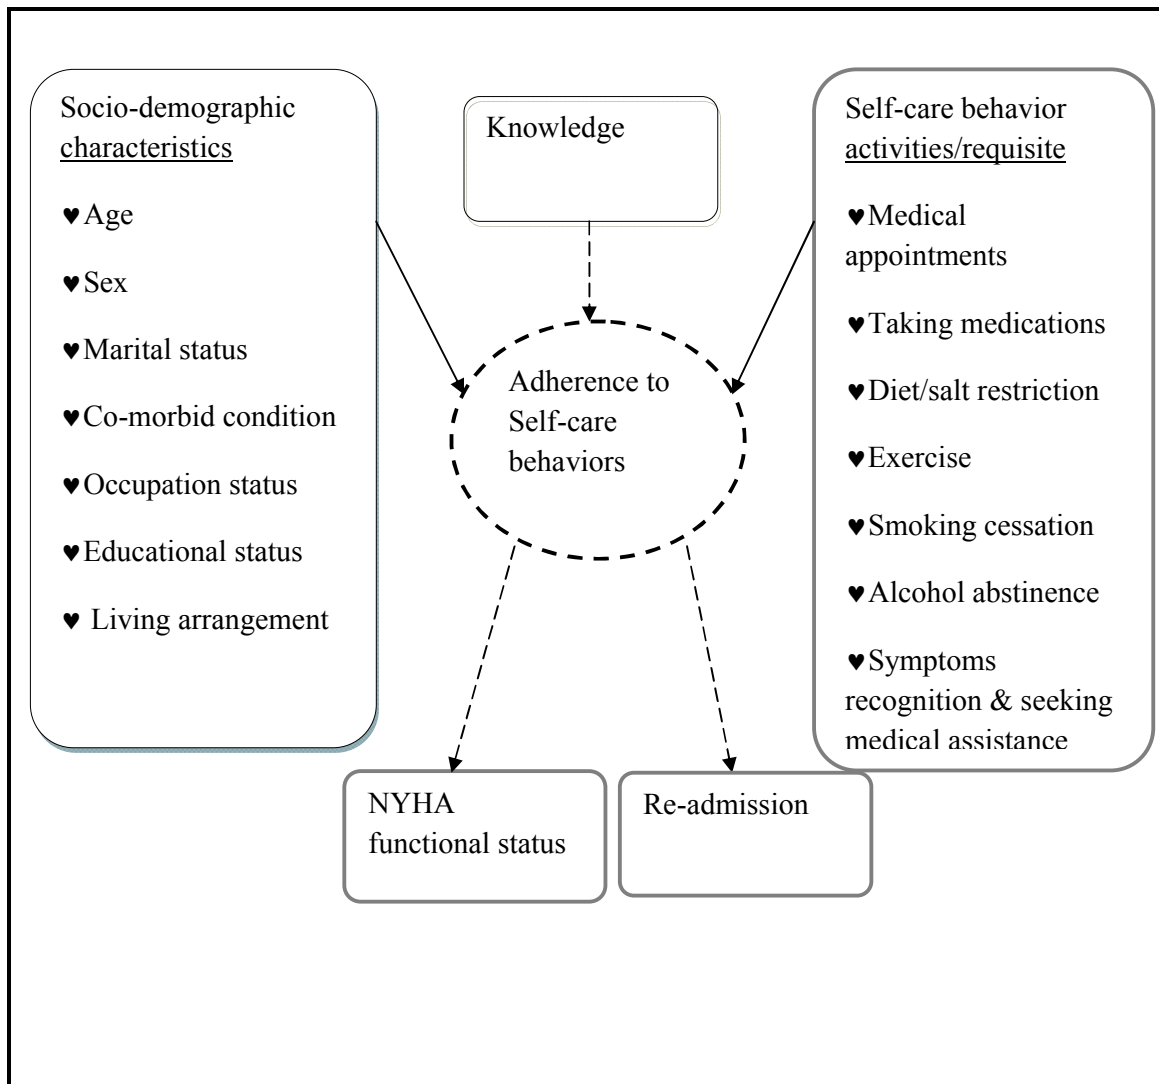 Socio-demographic
characteristics
♥Age
♥Sex
♥Marital status
♥Co-morbid condition
♥Occupation status
♥Educational status
♥ Living arrangement
Knowledge
Self-care behavior
activities/requisite
♥Medical
appointments
♥Taking medications
♥Diet/salt restriction
♥Exercise
♥Smoking cessation
♥Alcohol abstinence
♥Symptoms
recognition & seeking
medical assistance
Adherence to
Self-care
behaviors
NYHA
functional status
Re-admission